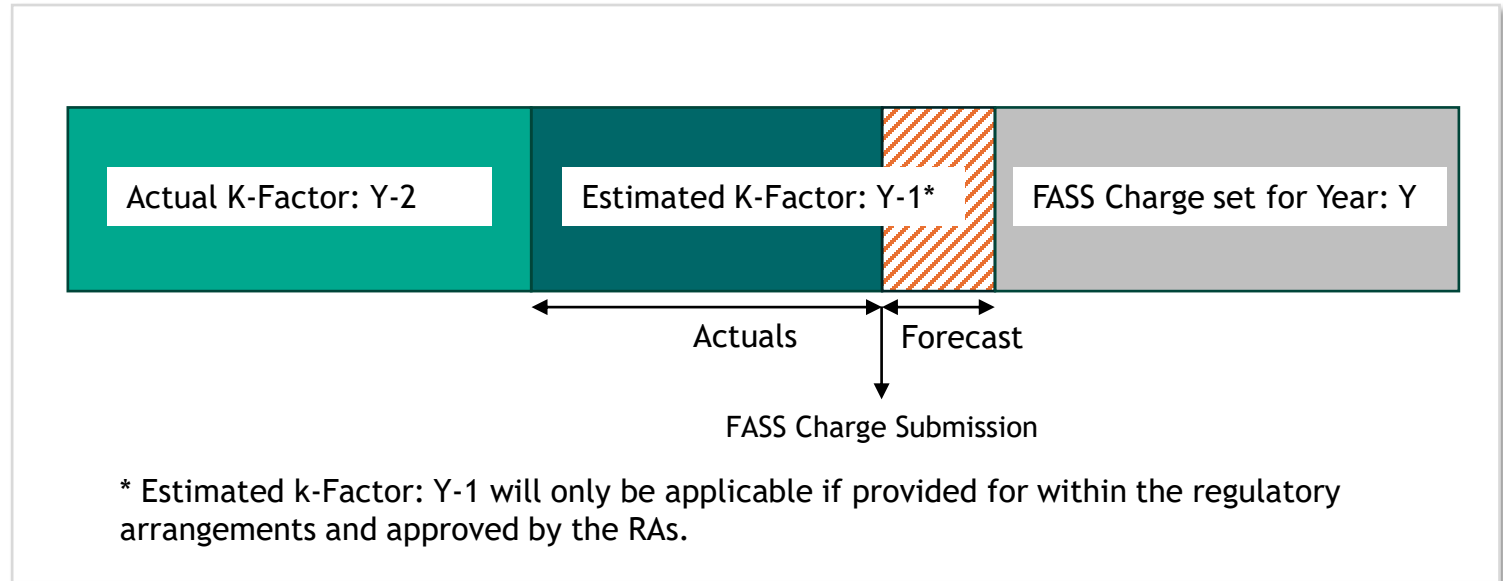 Actual K-Factor: Y-2
Estimated K-Factor: Y-1*
FASS Charge set for Year: Y
Actuals
Forecast
FASS Charge Submission
* Estimated k-Factor: Y-1 will only be applicable if provided for within the regulatory
arrangements and approved by the RAs.